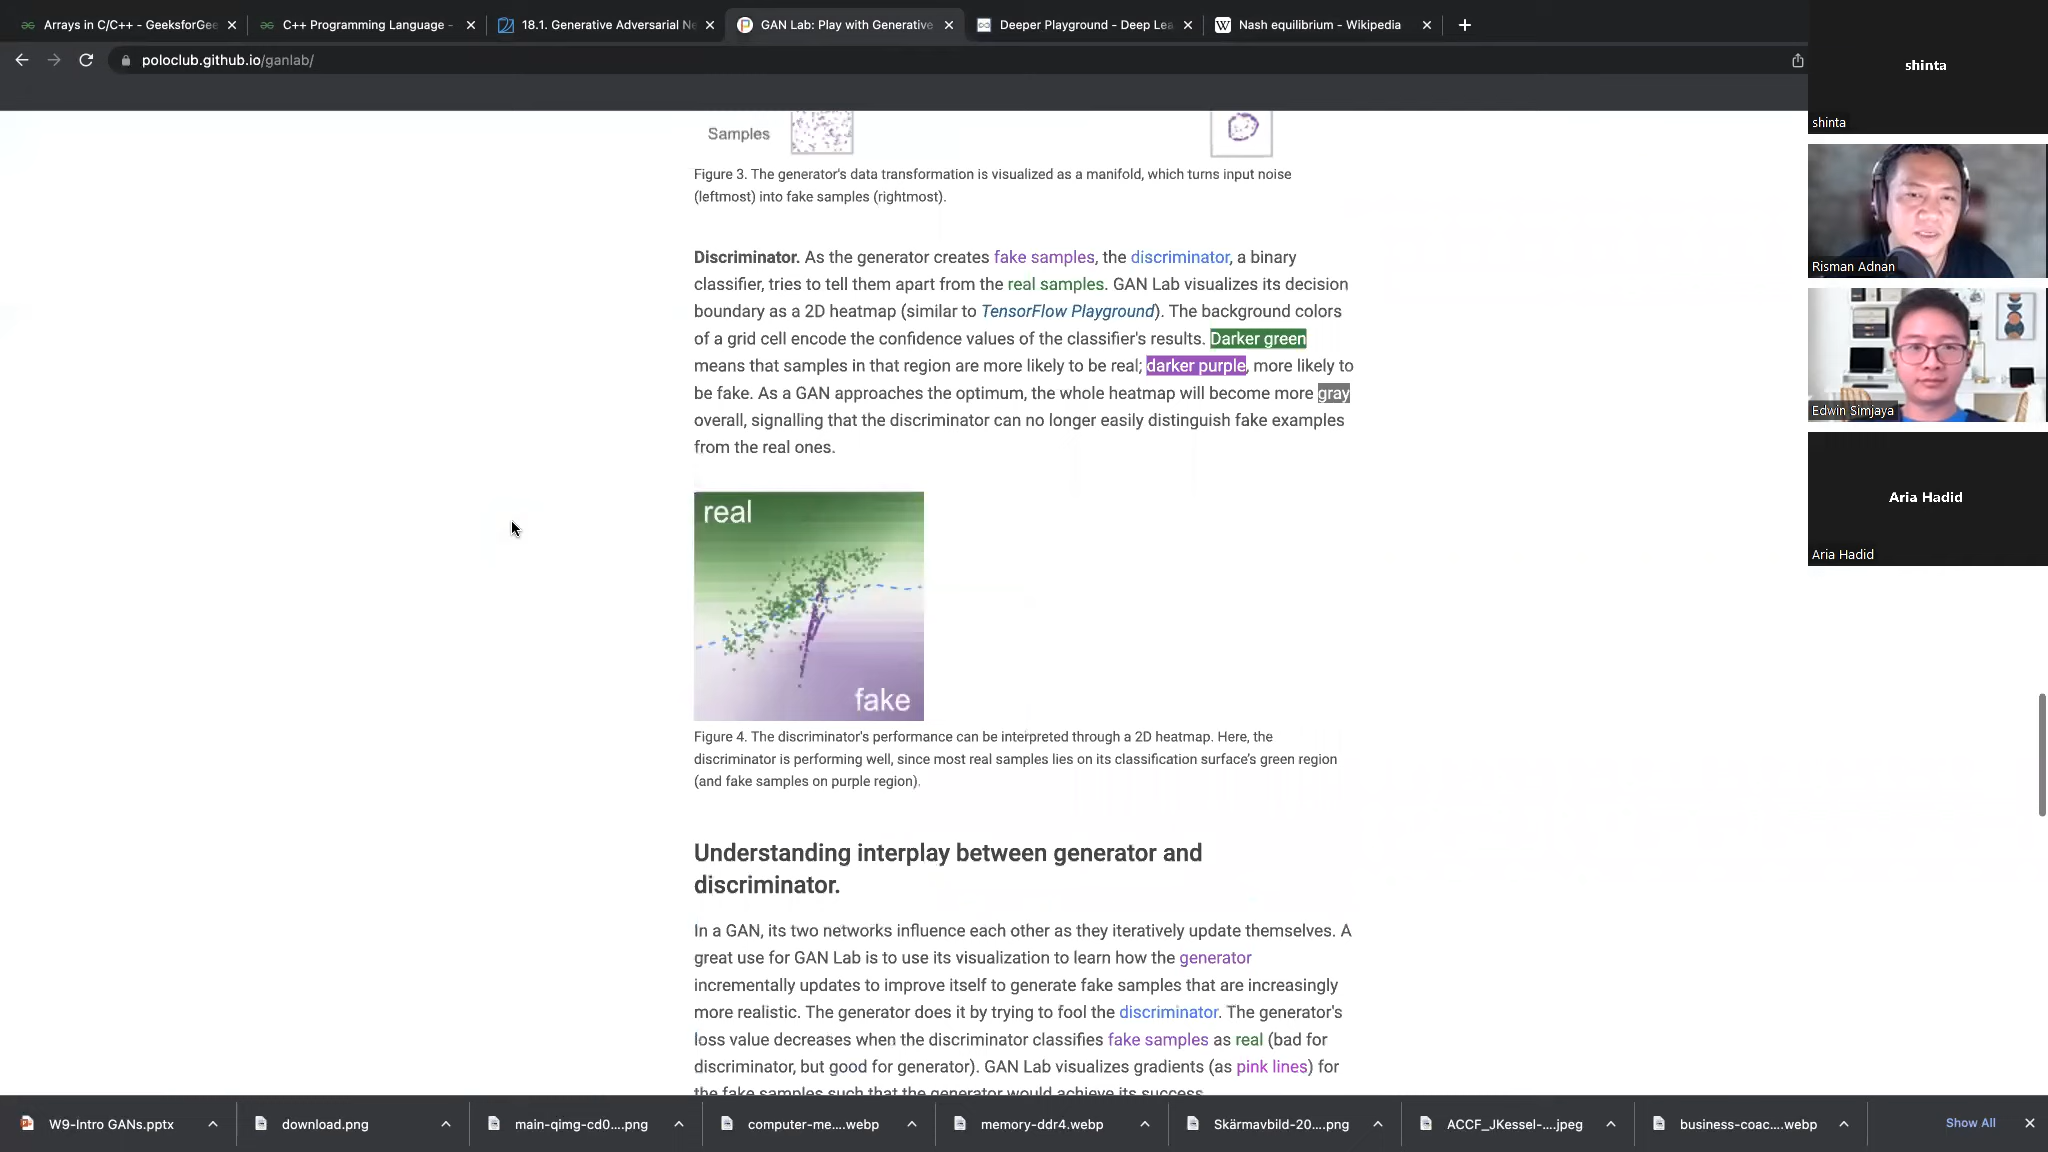 Arrays in C/C++ - GeeksforGee
C++ Programming Language -
18.1. Generative Adversarial Ne
GAN Lab: Play with Generative
Deeper Playground - Deep Lea
Nash equilibrium - Wikipedia
poloclub.github.io/ganlab/
shinta
shinta
Risman Adnan
Edwin Simjaya
Aria Hadid
Aria Hadid
Samples
Figure 3. The generator's data transformation is visualized as a manifold, which turns input noise
(leftmost) into fake samples (rightmost).
Discriminator. As the generator creates fake samples, the discriminator, a binary
classifier, tries to tell them apart from the real samples. GAN Lab visualizes its decision
boundary as a 2D heatmap (similar to TensorFlow Playground). The background colors
of a grid cell encode the confidence values of the classifier's results. Darker green
means that samples in that region are more likely to be real; darker purple, more likely to
be fake. As a GAN approaches the optimum, the whole heatmap will become more gray
overall, signalling that the discriminator can no longer easily distinguish fake examples
from the real ones.
real
fake
Figure 4. The discriminator's performance can be interpreted through a 2D heatmap. Here, the
discriminator is performing well, since most real samples lies on its classification surface's green region
(and fake samples on purple region).
Understanding interplay between generator and
discriminator.
In a GAN, its two networks influence each other as they iteratively update themselves. A
great use for GAN Lab is to use its visualization to learn how the generator
incrementally updates to improve itself to generate fake samples that are increasingly
more realistic. The generator does it by trying to fool the discriminator. The generator's
loss value decreases when the discriminator classifies fake samples as real (bad for
discriminator, but good for generator). GAN Lab visualizes gradients (as pink lines) for
the fake samples such that the generator would achieve its success.
W9-Intro GANs.pptx
download.png
main-qimg-cd0....png
computer-me....webp
memory-ddr4.webp
Skärmavbild-20....png
ACCF_JKessel-....jpeg
business-coac....webp
Show All